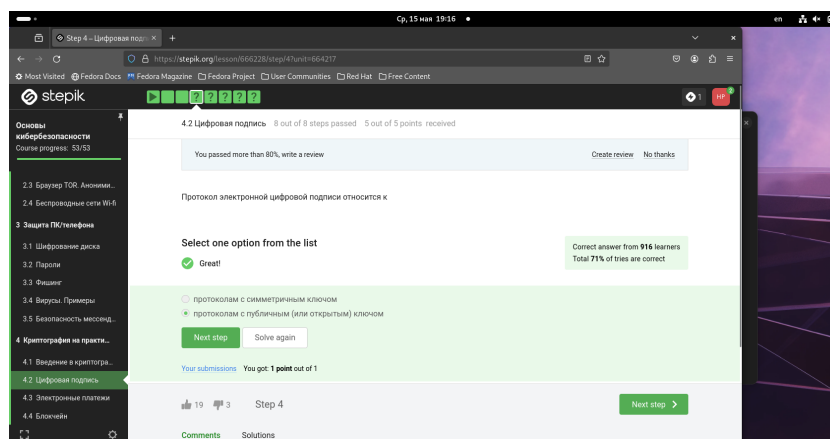 Ср, 15 мая 19:16
en
Step 4 – Цифровая подп
https://stepik.org/lesson/666228/step/4?unit=664217
Most Visited Fedora Docs Fedora Magazine Fedora Project User Communities Red Hat Free Content
stepik
? ? ? ? ? ?
1 HP
Основы
кибербезопасности
Course progress: 53/53
4.2 Цифровая подпись 8 out of 8 steps passed 5 out of 5 points received
You passed more than 80%, write a review Create review No thanks
2.3 Браузер TOR. Аноними...
2.4 Беспроводные сети Wi-fi
3 Защита ПК/телефона
3.1 Шифрование диска
3.2 Пароли
3.3 Фишинг
3.4 Вирусы. Примеры
3.5 Безопасность мессенд...
4 Криптография на практи...
4.1 Введение в криптогра...
4.2 Цифровая подпись
4.3 Электронные платежи
4.4 Блокчейн
Протокол электронной цифровой подписи относится к
Select one option from the list
Great!
Correct answer from 916 learners
Total 71% of tries are correct
протоколам с симметричным ключом
протоколам с публичным (или открытым) ключом
Next step Solve again
Your submissions You got: 1 point out of 1
19 3 Step 4 Next step
Comments Solutions